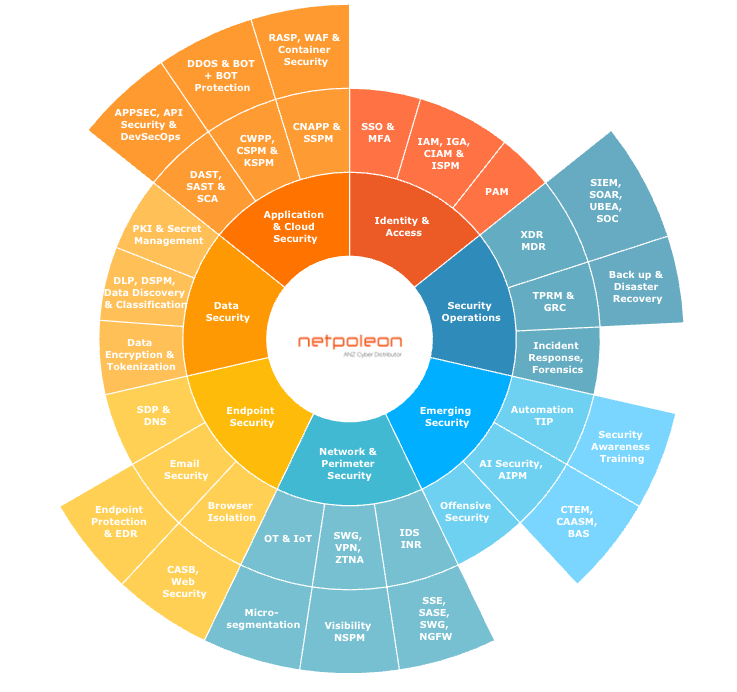 RASP, WAF &
Container
Security
DDOS & BOT
+ BOT
Protection
APPSEC, API
Security &
DevSecOps
CNAPP &
SSPM
CWPP,
CSPM &
KSPM
DAST,
SAST &
SCA
Application
& Cloud
Security
SSO &
MFA
IAM, IGA,
CIAM &
ISPM
PAM
Identity &
Access
SIEM,
SOAR,
UBEA,
SOC
XDR
MDR
Back up &
Disaster
Recovery
TPRM &
GRC
Incident
Response,
Forensics
Security
Operations
PKI & Secret
Management
DLP, DSPM,
Data Discovery
& Classification
Data
Encryption &
Tokenization
Data
Security
netpoleon
ANZ Cyber Distributor
Emerging
Security
Automation
TIP
AI Security,
AIPM
Offensive
Security
Security
Awareness
Training
CTEM,
CAASM,
BAS
Endpoint
Security
SDP &
DNS
Email
Security
Browser
Isolation
Endpoint
Protection
& EDR
CASB,
Web
Security
Network &
Perimeter
Security
OT & IoT
SWG,
VPN,
ZTNA
IDS
INR
Micro-
segmentation
Visibility
NSPM
SSE,
SASE,
SWG,
NGFW